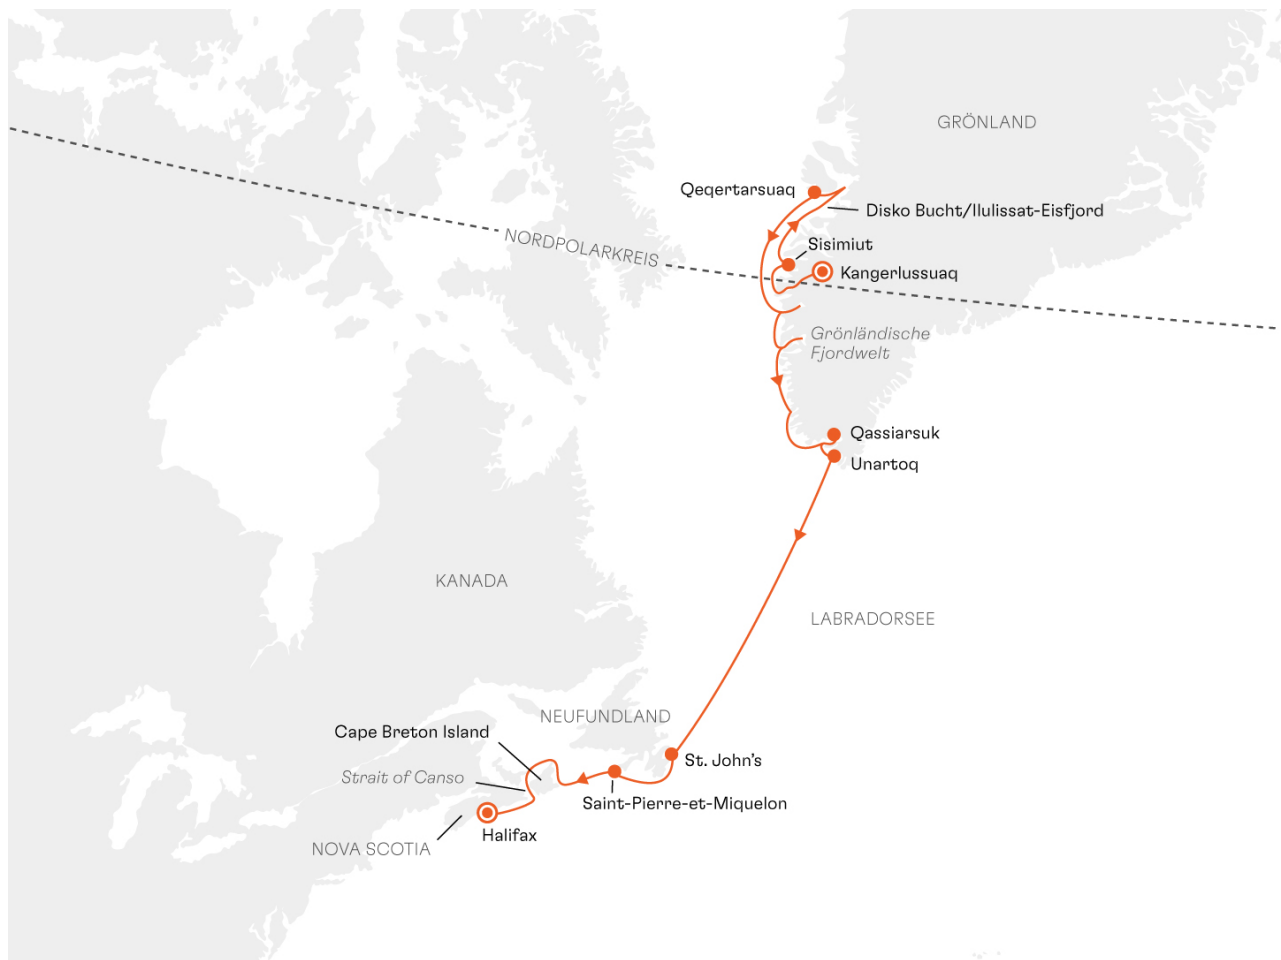 GRÖNLAND
Qeqertarsuaq
Disko Bucht/Ilulissat-Eisfjord
NORDPOLARKREIS
Sisimiut
Kangerlussuaq
Grönländische
Fjordwelt
Qassiarsuk
Unartoq
KANADA
LABRADORSEE
NEUFUNDLAND
Cape Breton Island
St. John's
Strait of Canso
Saint-Pierre-et-Miquelon
Halifax
NOVA SCOTIA